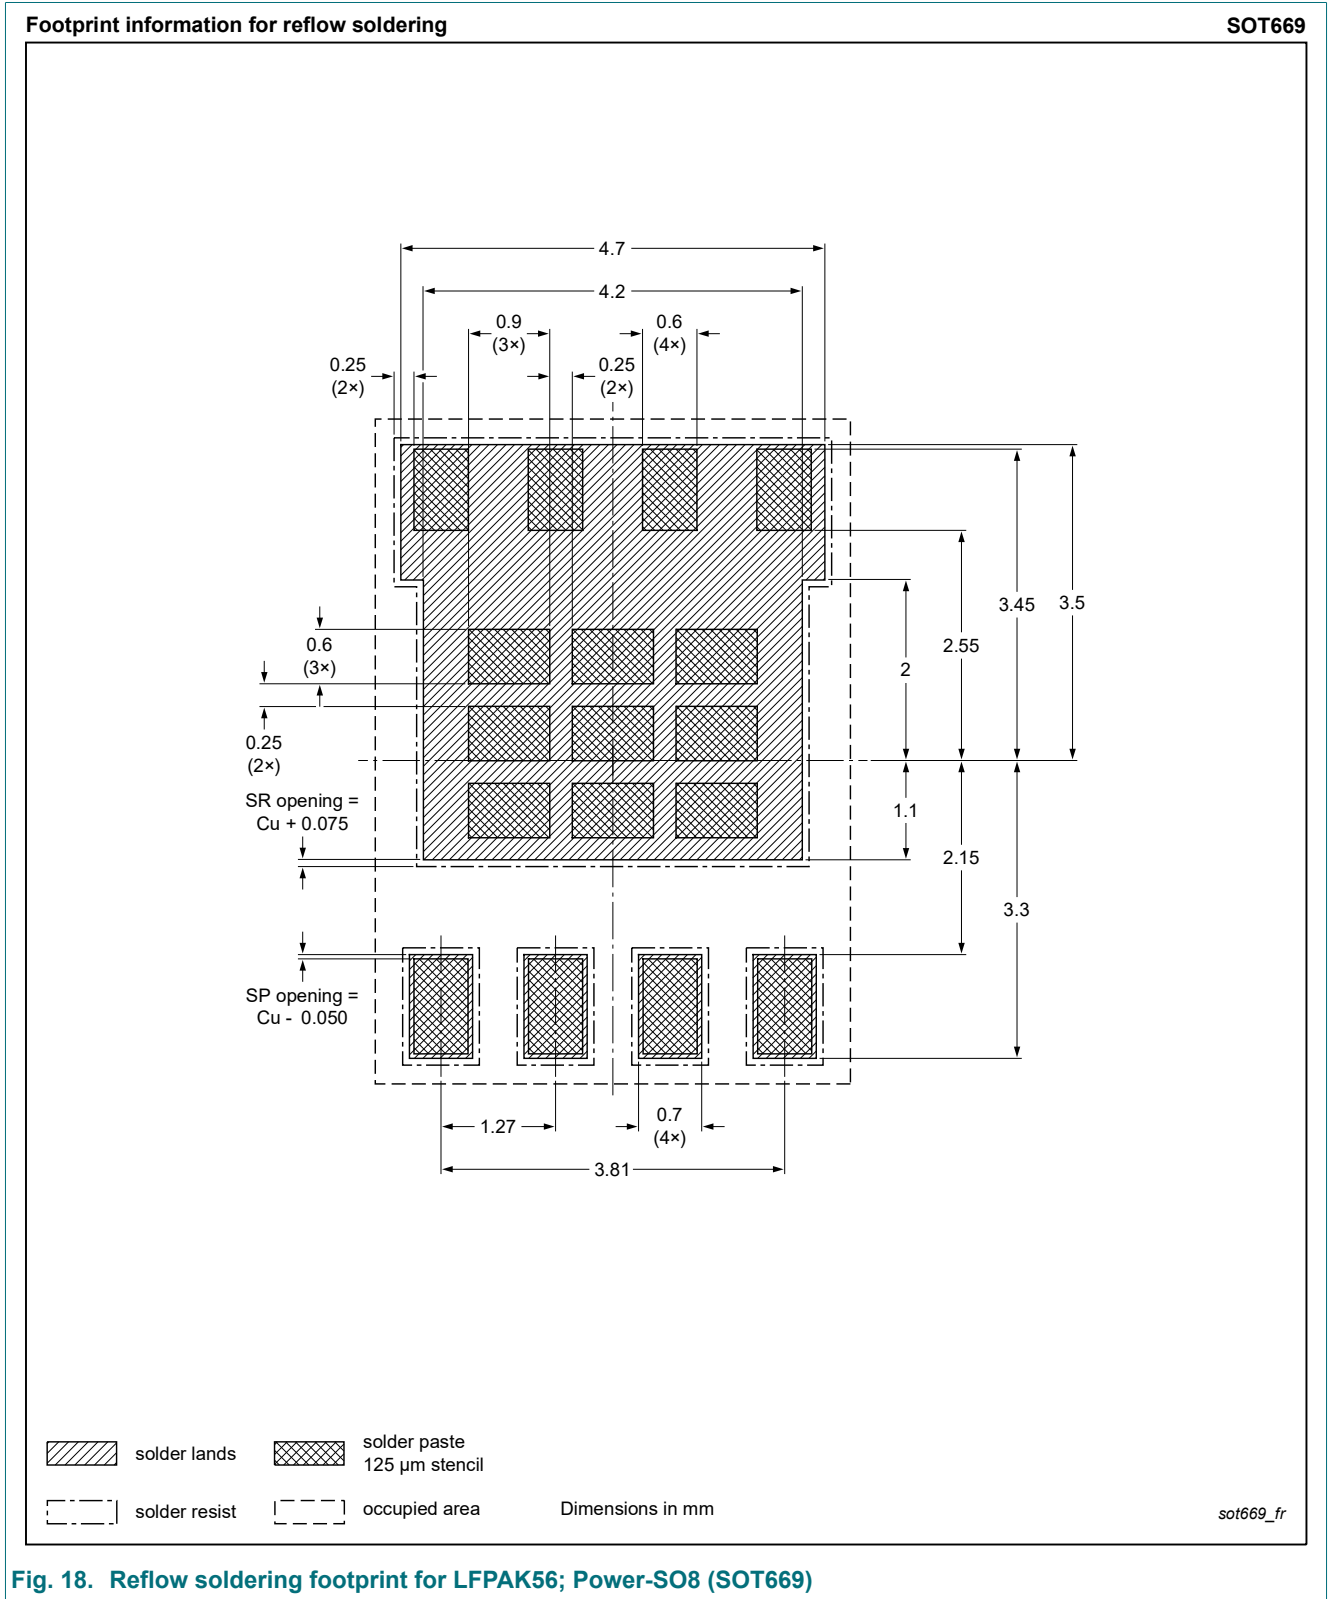 Footprint information for reflow soldering
SOT669
4.7
4.2
0.9
(3×)
0.6
(4×)
0.25
(2×)
0.25
(2×)
3.45
3.5
2.55
2
0.6
(3×)
0.25
(2×)
SR opening =
Cu + 0.075
1.1
2.15
3.3
SP opening =
Cu - 0.050
1.27
0.7
(4×)
3.81
solder lands
solder paste
125 µm stencil
solder resist
occupied area
Dimensions in mm
sot669_fr
Fig. 18. Reflow soldering footprint for LFPAK56; Power-SO8 (SOT669)